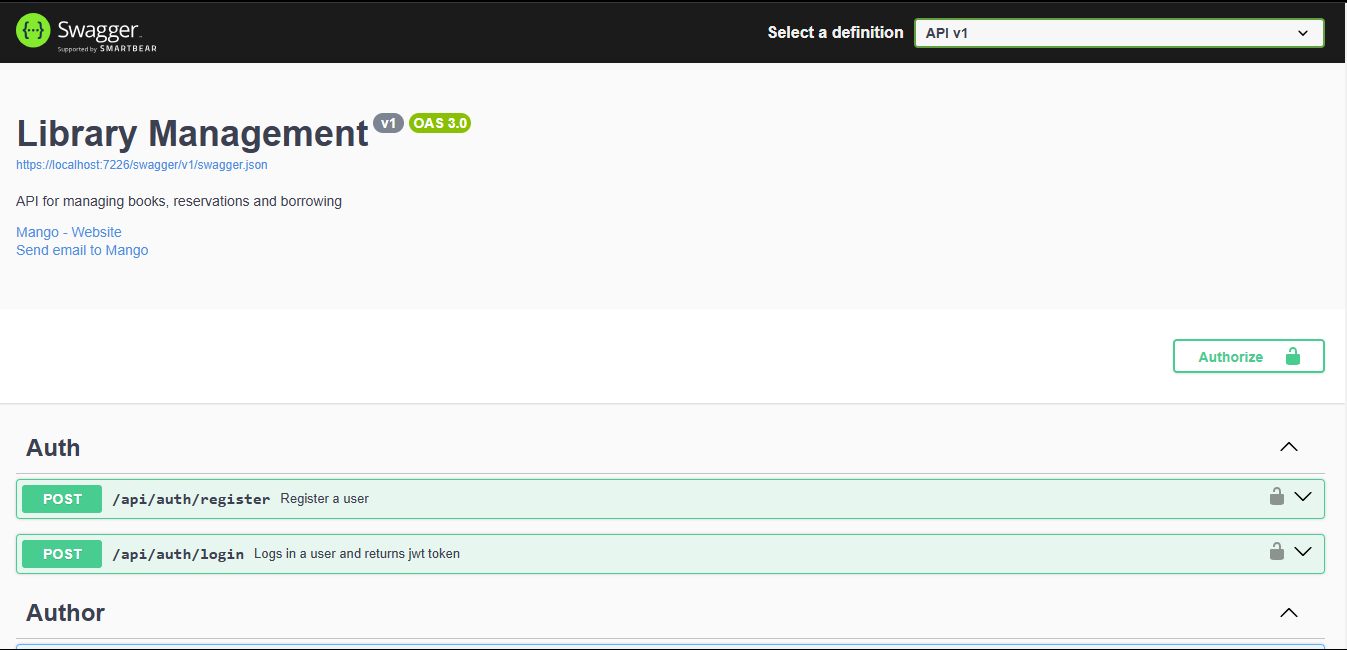 {···} Swagger
Supported by SMARTBEAR
Select a definition
API v1
Library Management v1 OAS 3.0
https://localhost:7226/swagger/v1/swagger.json
API for managing books, reservations and borrowing
Mango - Website
Send email to Mango
Authorize
Auth
POST /api/auth/register Register a user
POST /api/auth/login Logs in a user and returns jwt token
Author